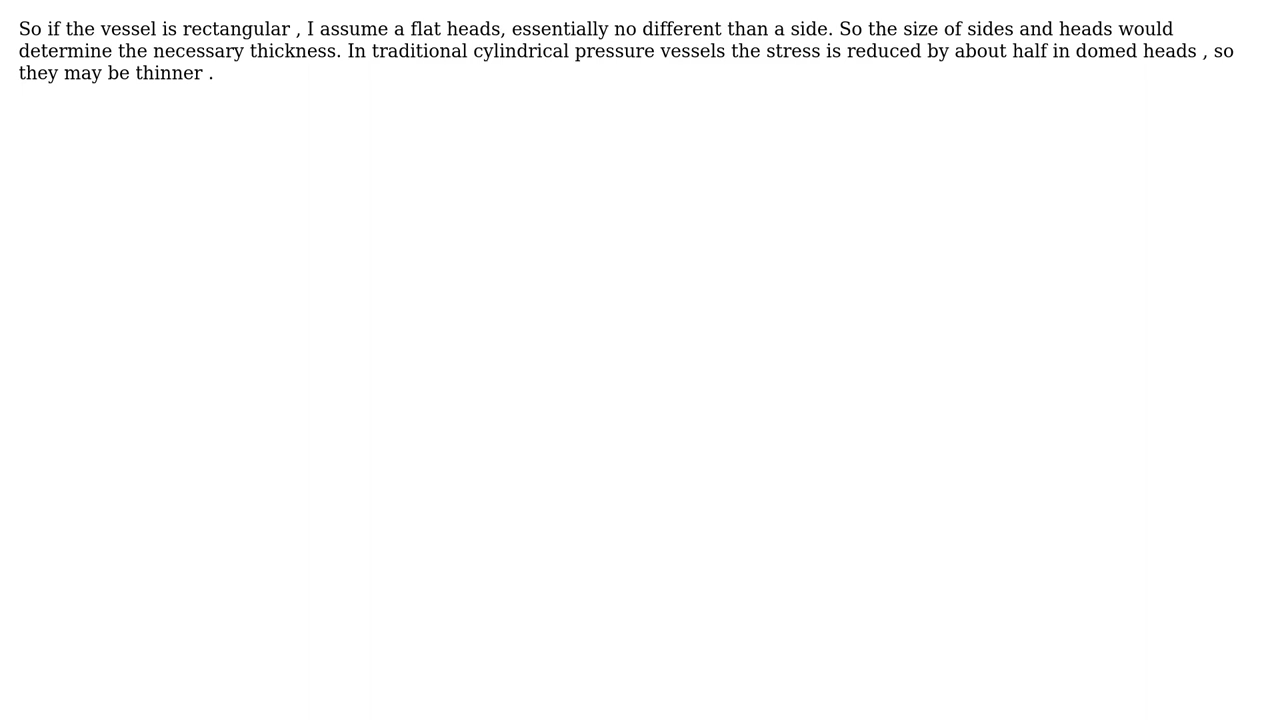 So if the vessel is rectangular , I assume a flat heads, essentially no different than a side. So the size of sides and heads would
determine the necessary thickness. In traditional cylindrical pressure vessels the stress is reduced by about half in domed heads , so
they may be thinner .